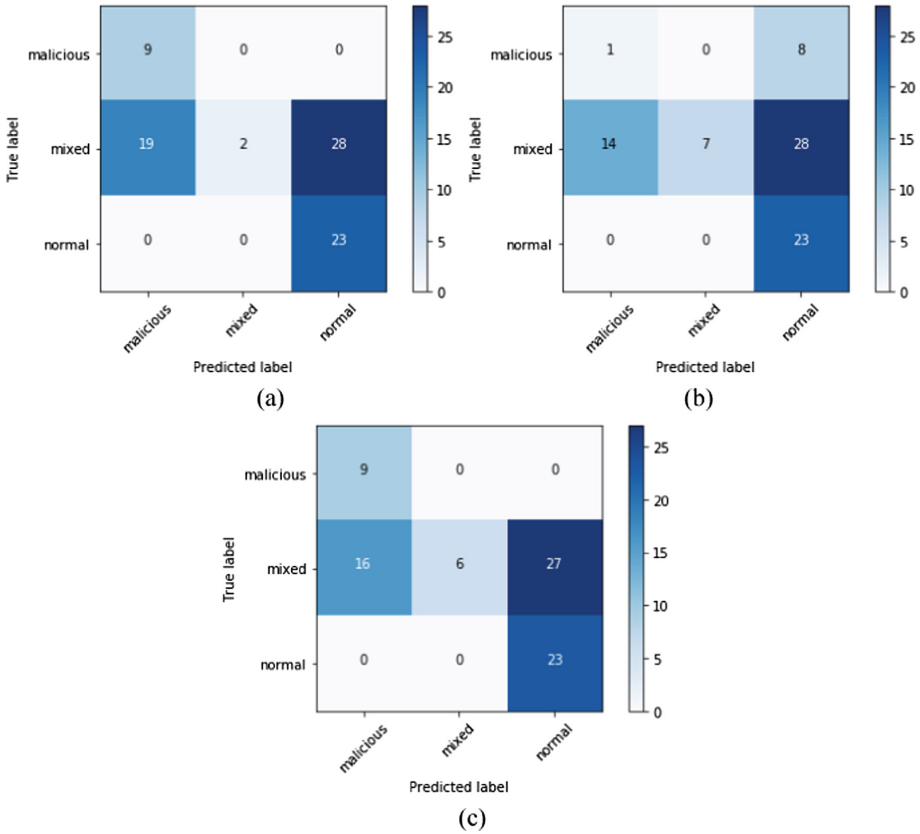 malicious 9 0 0
mixed 19 2 28
normal 0 0 23
True label
malicious mixed normal
Predicted label
25
20
15
10
5
0
(a)
malicious 1 0 8
mixed 14 7 28
normal 0 0 23
True label
malicious mixed normal
Predicted label
25
20
15
10
5
0
(b)
malicious 9 0 0
mixed 16 6 27
normal 0 0 23
True label
malicious mixed normal
Predicted label
25
20
15
10
5
0
(c)